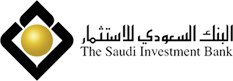 البنك السعودي للاستثمار
The Saudi Investment Bank